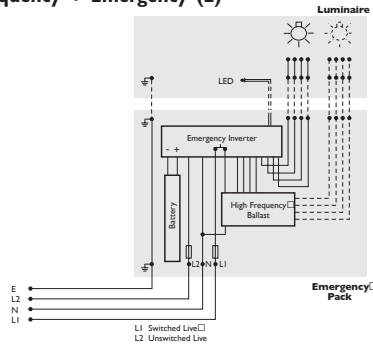 quency + Emergency (E)
Luminaire
LED
Emergency Inverter
- +
Battery
High Frequency
Ballast
L2 N L1
E
L2
N
L1
Emergency
Pack
L1 Switched Live
L2 Unswitched Live